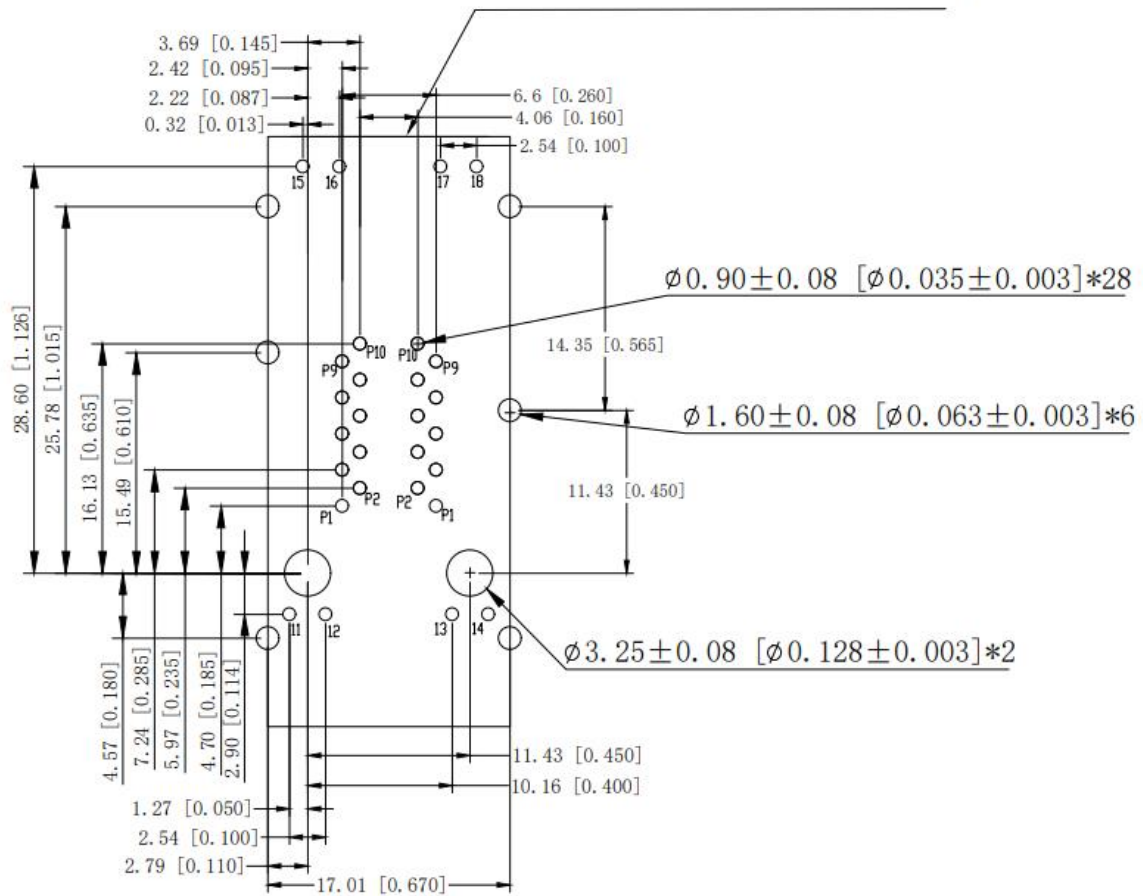 3.69 [0.145]
2.42 [0.095]
6.6 [0.260]
2.22 [0.087]
4.06 [0.160]
0.32 [0.013]
2.54 [0.100]
15
16
17
18
ø0.90±0.08 [ø0.035±0.003]*28
28.60 [1.126]
25.78 [1.015]
16.13 [0.635]
15.49 [0.610]
14.35 [0.565]
P10
P10
P9
P9
ø1.60±0.08 [ø0.063±0.003]*6
11.43 [0.450]
P2
P2
P1
P1
11
12
13
14
ø3.25±0.08 [ø0.128±0.003]*2
4.57 [0.180]
7.24 [0.285]
5.97 [0.235]
4.70 [0.185]
2.90 [0.114]
11.43 [0.450]
10.16 [0.400]
1.27 [0.050]
2.54 [0.100]
2.79 [0.110]
17.01 [0.670]